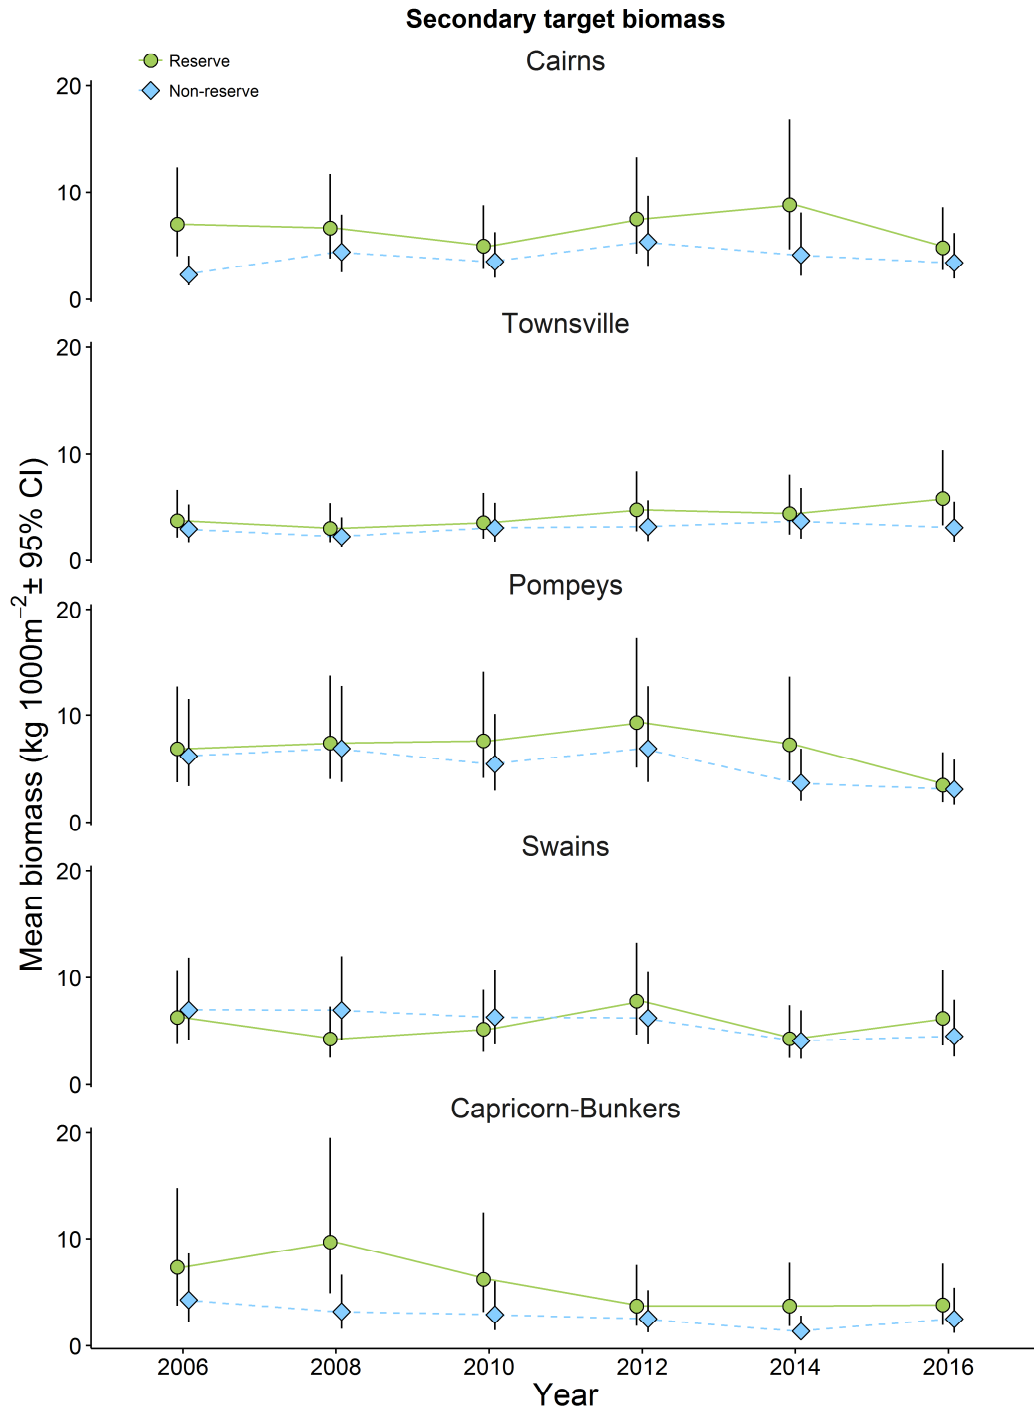 Secondary target biomass
Cairns
Reserve
Non-reserve
20
10
0
Townsville
20
10
0
Pompeys
20
10
0
Swains
20
10
0
Capricorn-Bunkers
20
10
0
2006 2008 2010 2012 2014 2016
Year
Mean biomass (kg 1000m⁻² ± 95% CI)